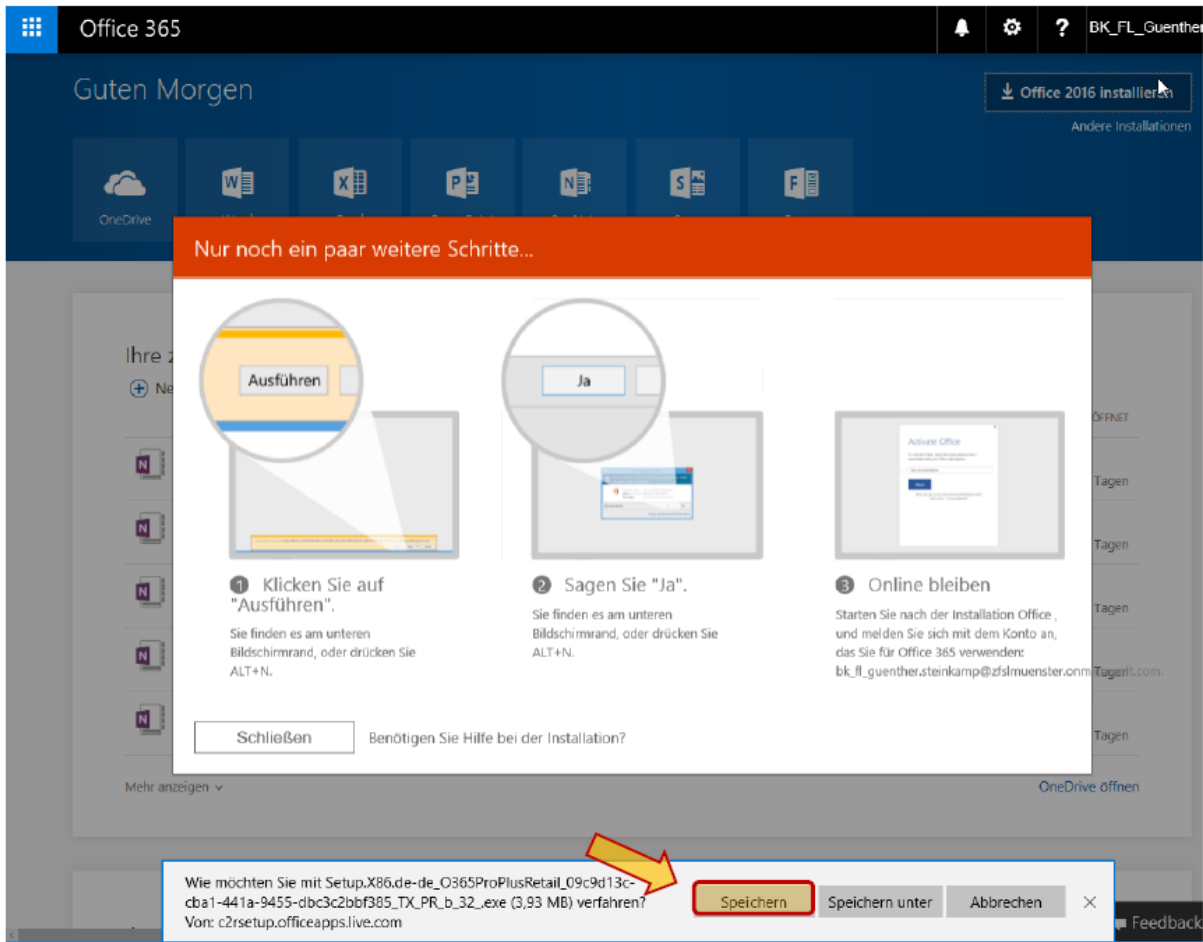 Office 365
?
BK_FL_Guenther
Guten Morgen
Office 2016 installieren
Andere Installationen
OneDrive
Nur noch ein paar weitere Schritte...
Ihre
Ne
ÖFFNET
Ausführen
Ja
Activate Office
Tagen
Tagen
Tagen
Tagen
1 Klicken Sie auf
"Ausführen".
Sie finden es am unteren
Bildschirmrand, oder drücken Sie
ALT+N.
2 Sagen Sie "Ja".
Sie finden es am unteren
Bildschirmrand, oder drücken Sie
ALT+N.
3 Online bleiben
Starten Sie nach der Installation Office ,
und melden Sie sich mit dem Konto an,
das Sie für Office 365 verwenden:
bk_fl_guenther.steinkamp@zfslmuenster.onm
Schließen
Benötigen Sie Hilfe bei der Installation?
Mehr anzeigen
OneDrive öffnen
Wie möchten Sie mit Setup.X86.de-de_O365ProPlusRetail_09c9d13c-
cba1-441a-9455-dbc3c2bbf385_TX_PR_b_32_.exe (3,93 MB) verfahren?
Von: c2rsetup.officeapps.live.com
Speichern
Speichern unter
Abbrechen
Feedback